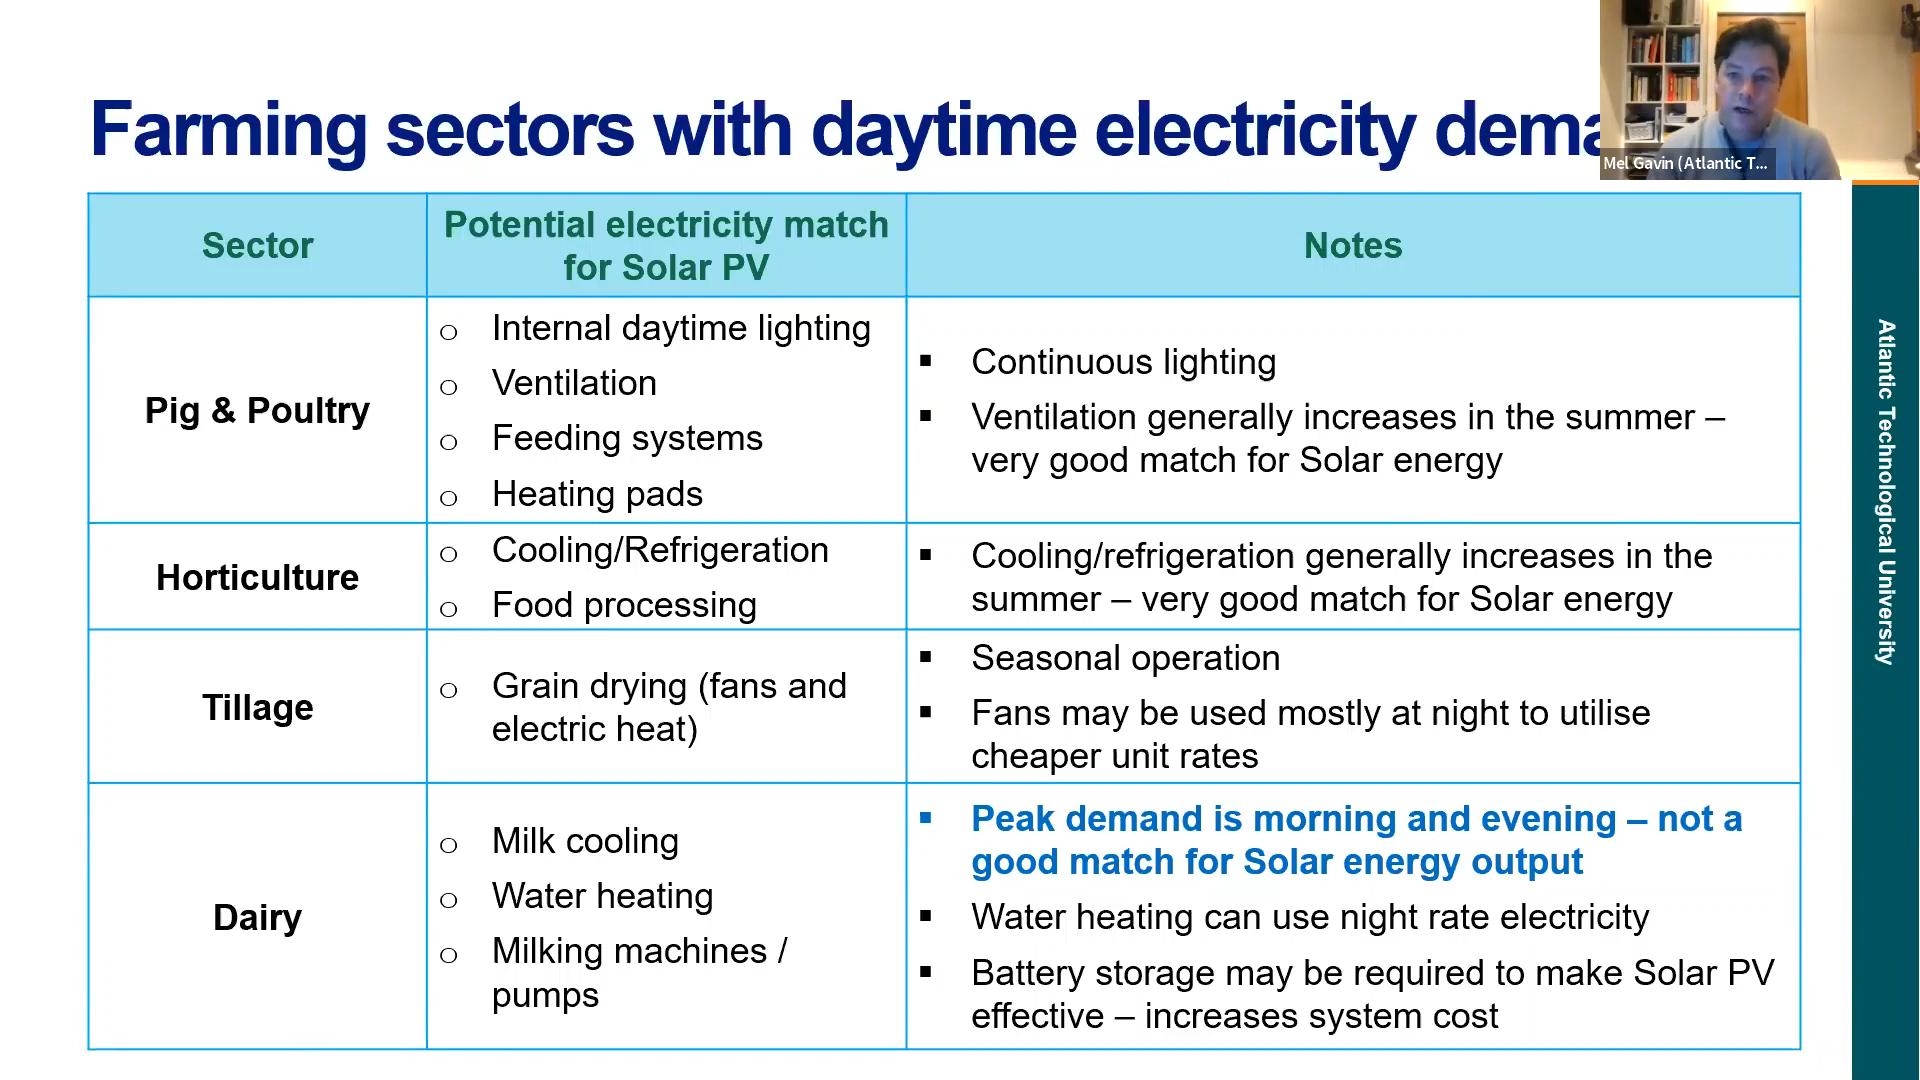 Farming sectors with daytime electricity dema
Mel Gavin (Atlantic T...
Sector
Potential electricity match
for Solar PV
Notes
Pig & Poultry
o Internal daytime lighting
o Ventilation
o Feeding systems
o Heating pads
▪ Continuous lighting
▪ Ventilation generally increases in the summer –
very good match for Solar energy
Horticulture
o Cooling/Refrigeration
o Food processing
▪ Cooling/refrigeration generally increases in the
summer – very good match for Solar energy
Tillage
o Grain drying (fans and
electric heat)
▪ Seasonal operation
▪ Fans may be used mostly at night to utilise
cheaper unit rates
Dairy
o Milk cooling
o Water heating
o Milking machines /
pumps
▪ Peak demand is morning and evening – not a
good match for Solar energy output
▪ Water heating can use night rate electricity
▪ Battery storage may be required to make Solar PV
effective – increases system cost
Atlantic Technological University